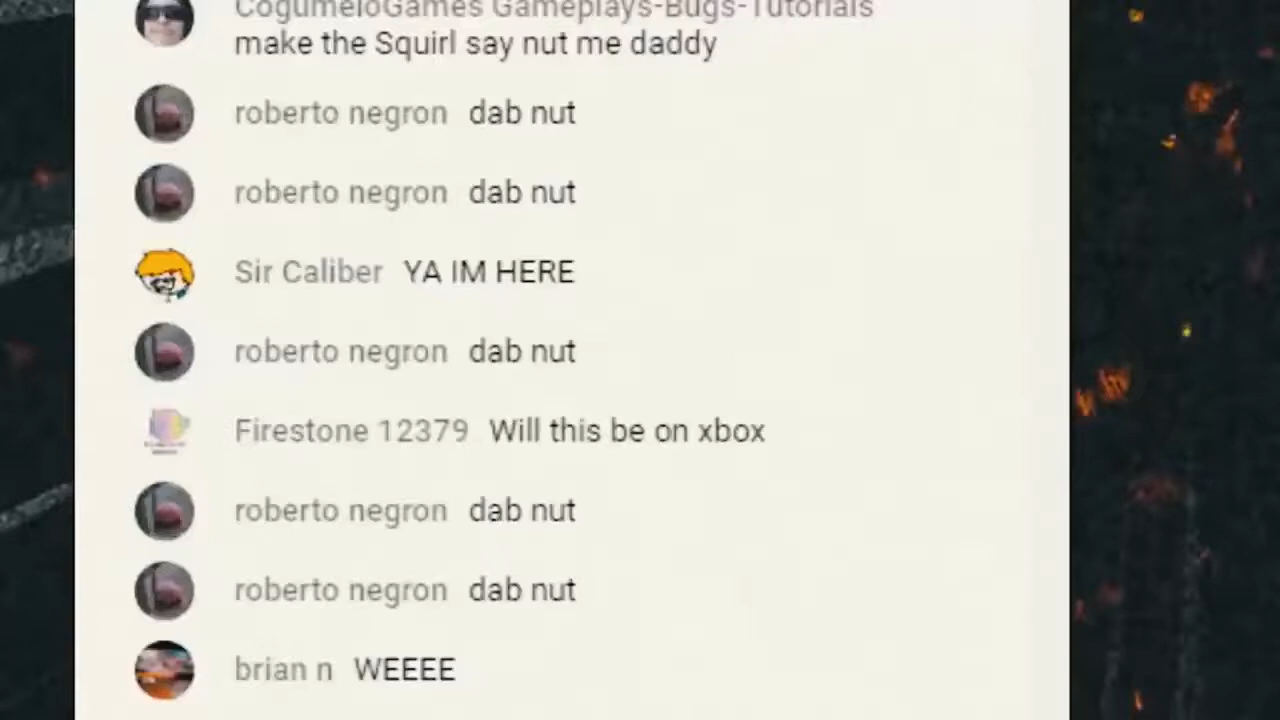 CogumeloGames Gameplays-Bugs-Tutorials
make the Squirl say nut me daddy
roberto negron dab nut
roberto negron dab nut
Sir Caliber YA IM HERE
roberto negron dab nut
Firestone 12379 Will this be on xbox
roberto negron dab nut
roberto negron dab nut
brian n WEEEE